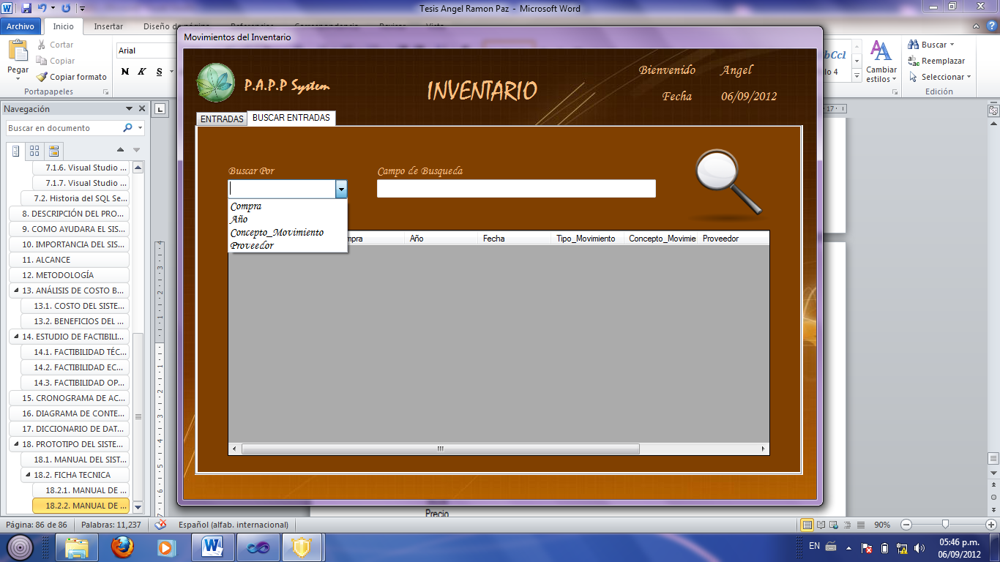 Tesis Angel Ramon Paz - Microsoft Word
Archivo Inicio Insertar Diseño de página Referencias Correspondencia Revisar Vista
Pegar
Cortar
Copiar
Copiar formato
Portapapeles
Arial
N K S
bCcl
lo 4
Cambiar
estilos
Buscar
Reemplazar
Seleccionar
Edición
Navegación
Buscar en documento
7.1.6. Visual Studio ...
7.1.7. Visual Studio ...
7.2. Historia del SQL Se...
8. DESCRIPCIÓN DEL PRO...
9. COMO AYUDARA EL SIS...
10. IMPORTANCIA DEL SIS...
11. ALCANCE
12. METODOLOGÍA
13. ANÁLISIS DE COSTO B...
13.1. COSTO DEL SISTE...
13.2. BENEFICIOS DEL ...
14. ESTUDIO DE FACTIBILI...
14.1. FACTIBILIDAD TÉC...
14.2. FACTIBILIDAD EC...
14.3. FACTIBILIDAD OP...
15. CRONOGRAMA DE AC...
16. DIAGRAMA DE CONTE...
17. DICCIONARIO DE DAT...
18. PROTOTIPO DEL SISTE...
18.1. MANUAL DEL SIST...
18.2. FICHA TECNICA
18.2.1. MANUAL DE ...
18.2.2. MANUAL DE ...
Movimientos del Inventario
P.A.P.P System
INVENTARIO
Bienvenido Angel
Fecha 06/09/2012
ENTRADAS BUSCAR ENTRADAS
Buscar Por Campo de Busqueda
Compra
Año
Concepto_Movimiento
Proveedor
mpra Año Fecha Tipo_Movimiento Concepto_Movimie Proveedor
17
Precio
Página: 86 de 86 Palabras: 11,237 Español (alfab. internacional) 90%
EN 05:46 p.m.
06/09/2012